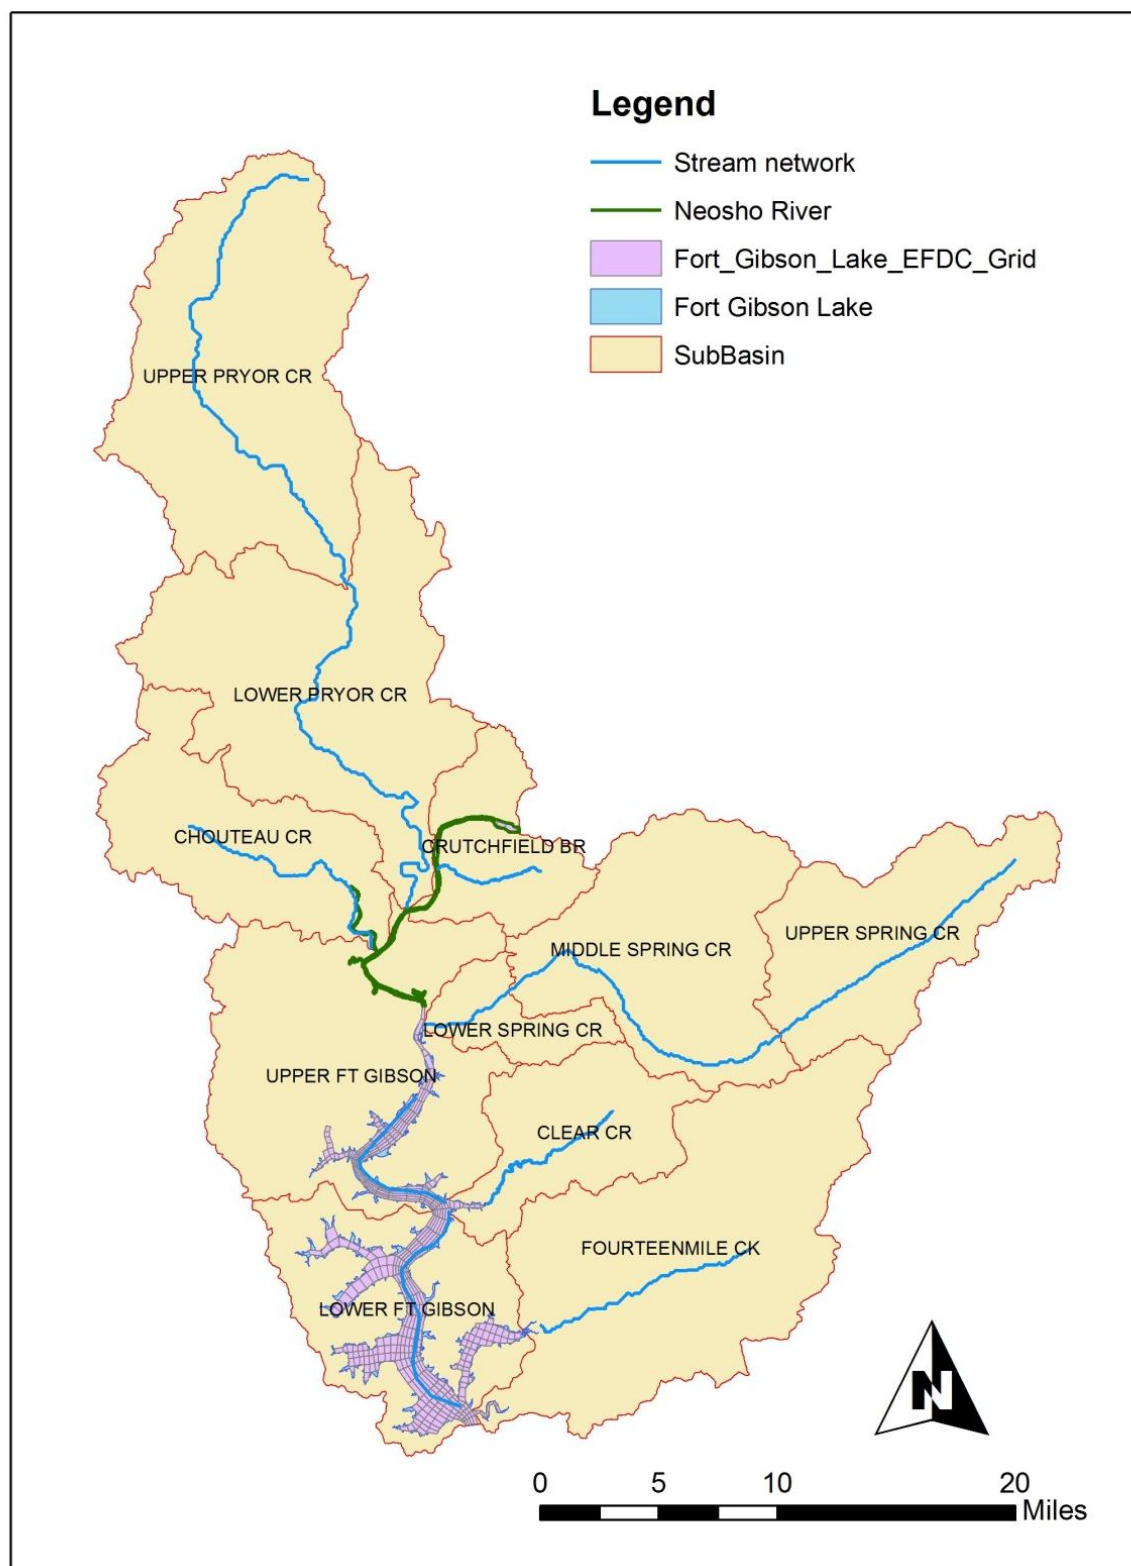 Legend
Stream network
Neosho River
Fort_Gibson_Lake_EFDC_Grid
Fort Gibson Lake
SubBasin
UPPER PRYOR CR
LOWER PRYOR CR
CHOUTEAU CR
CRUTCHFIELD BR
UPPER SPRING CR
MIDDLE SPRING CR
LOWER SPRING CR
UPPER FT GIBSON
CLEAR CR
FOURTEENMILE CK
LOWER FT GIBSON
N
0 5 10 20
Miles